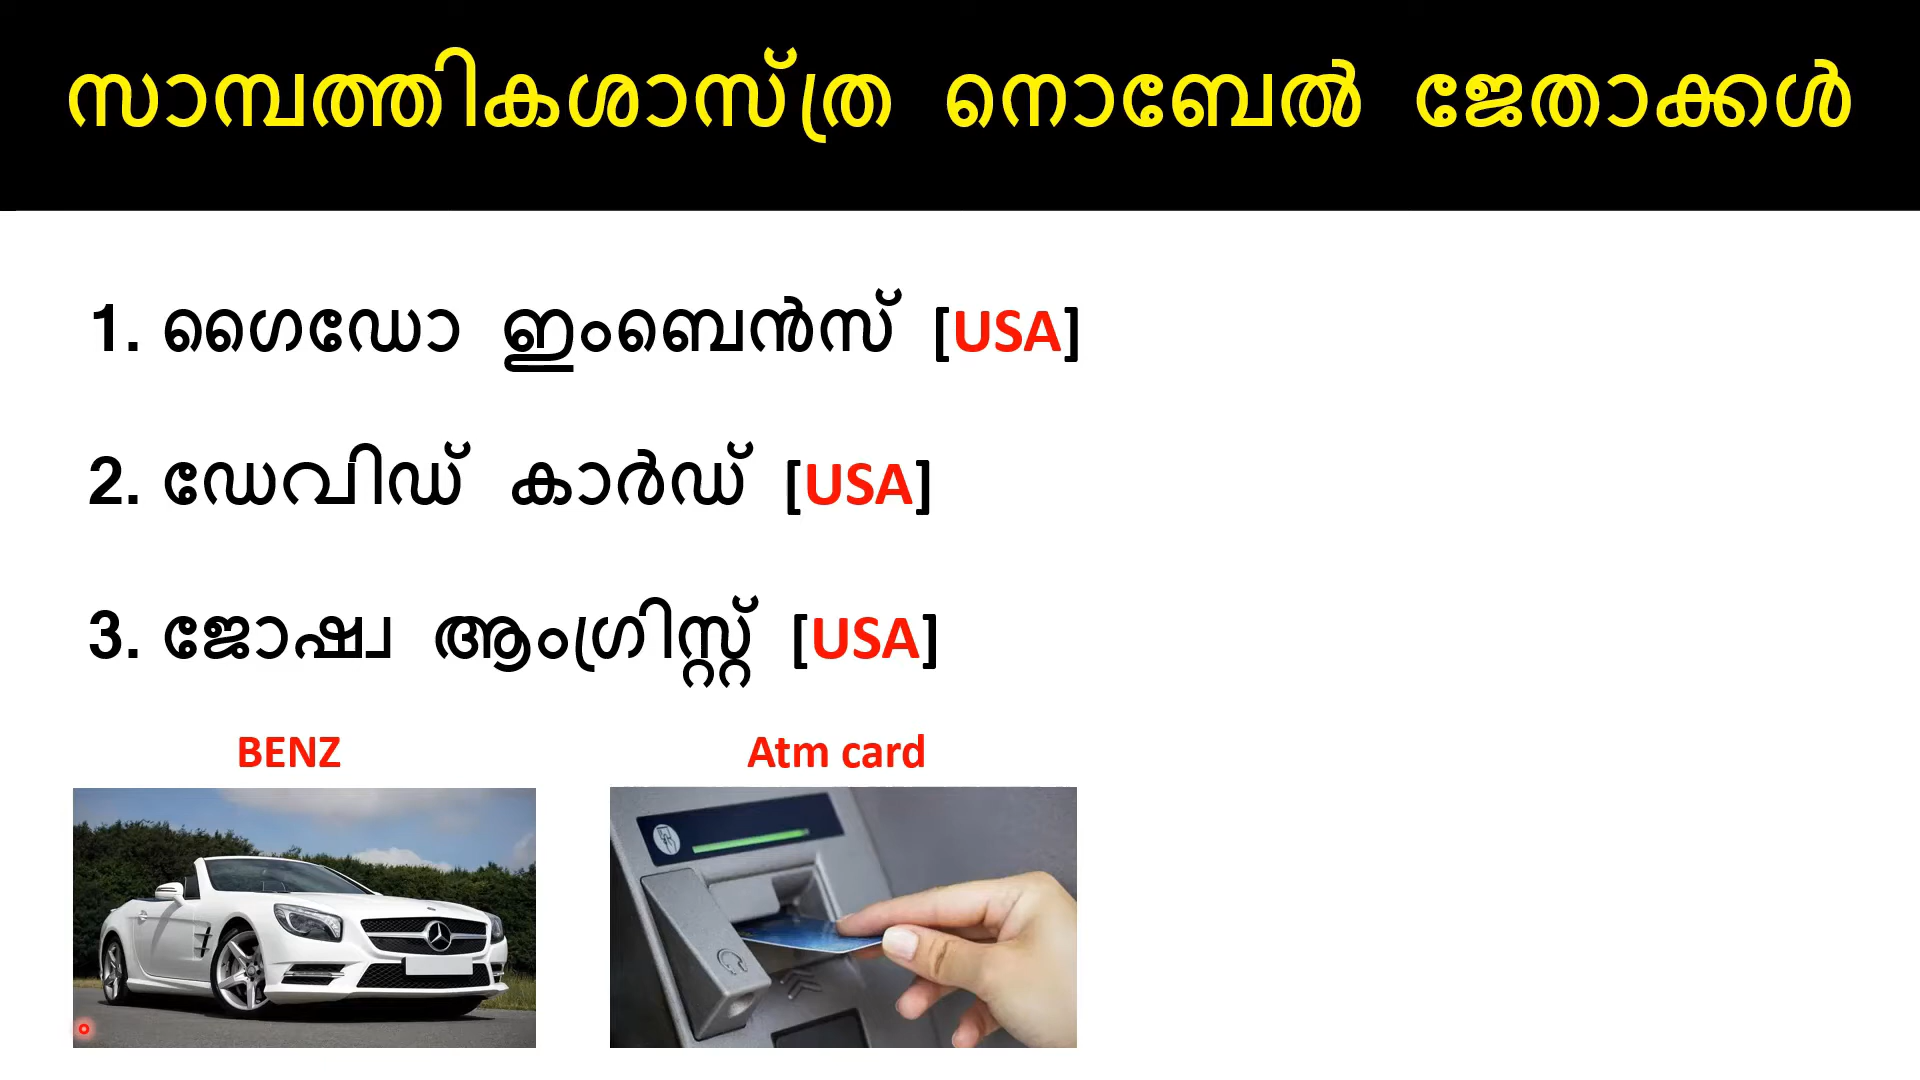 സാമ്പത്തികശാസ്ത്ര നൊബേൽ ജേതാക്കൾ
1. ഗൈഡോ ഇംബെൻസ് [USA]
2. ഡേവിഡ് കാർഡ് [USA]
3. ജോഷ്വ ആംഗ്രിസ്റ്റ് [USA]
BENZ
Atm card